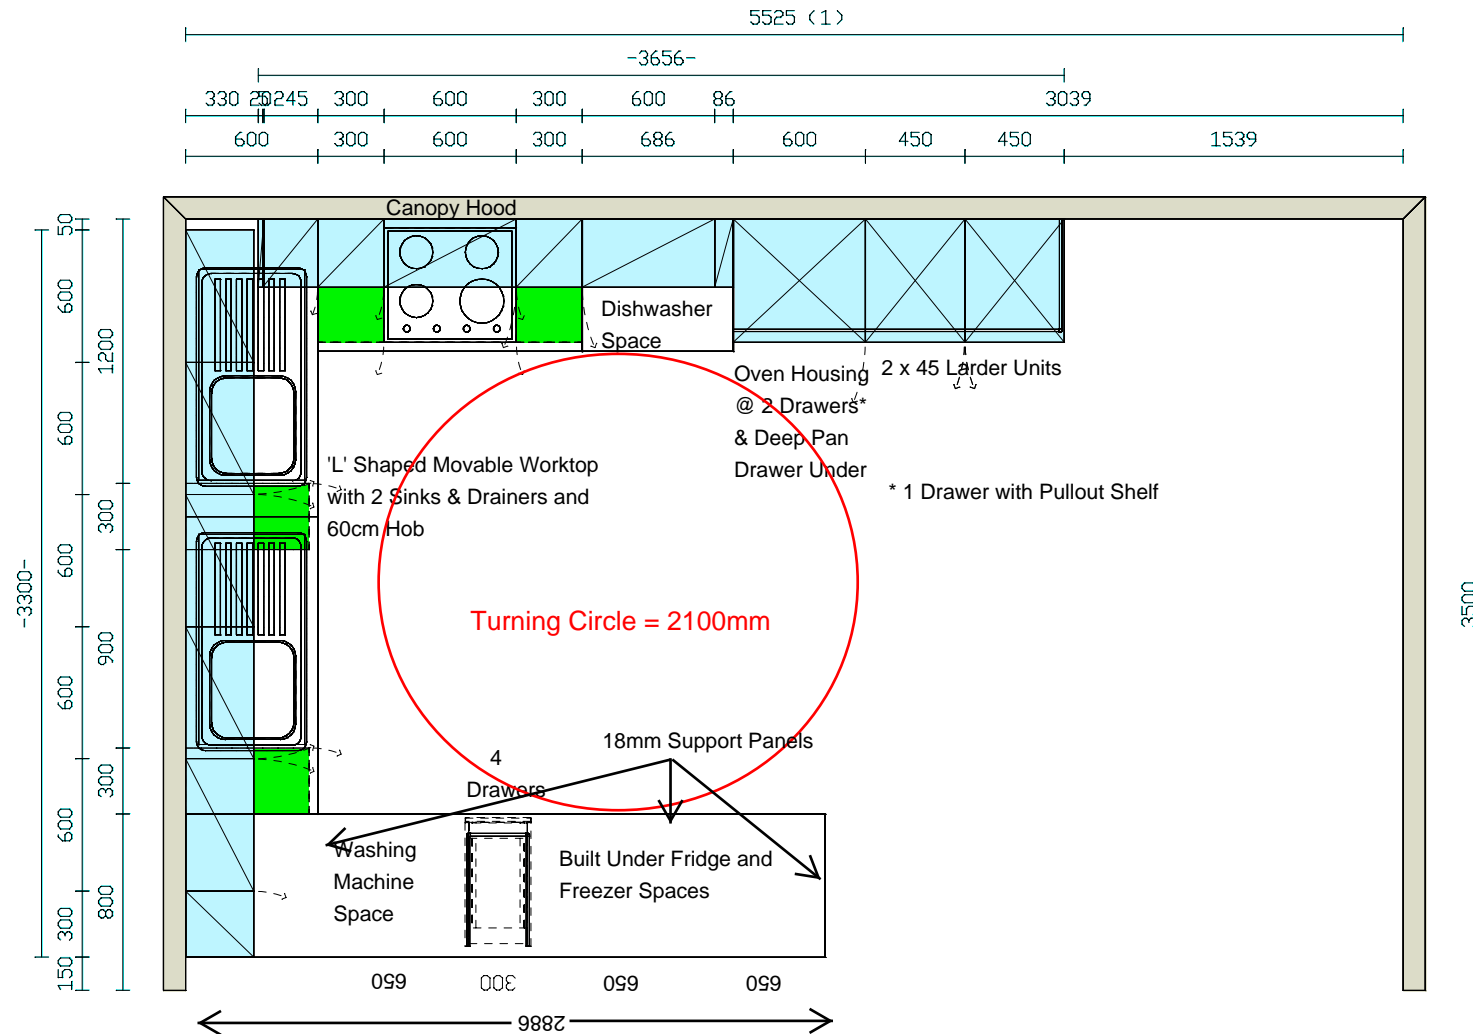 5525 (1)
-3656-
330 50 245 300 600 300 600 86 3039
600 300 600 300 686 600 450 450 1539
Canopy Hood
50
600
1200
600
300
600
-3300-
900
600
300
600
800
300
150
3500
Dishwasher
Space
Oven Housing
@ 2 Drawers*
& Deep Pan
Drawer Under
2 x 45 Larder Units
* 1 Drawer with Pullout Shelf
'L' Shaped Movable Worktop
with 2 Sinks & Drainers and
60cm Hob
Turning Circle = 2100mm
18mm Support Panels
4
Drawers
Washing
Machine
Space
Built Under Fridge and
Freezer Spaces
650 300 650 650
2886